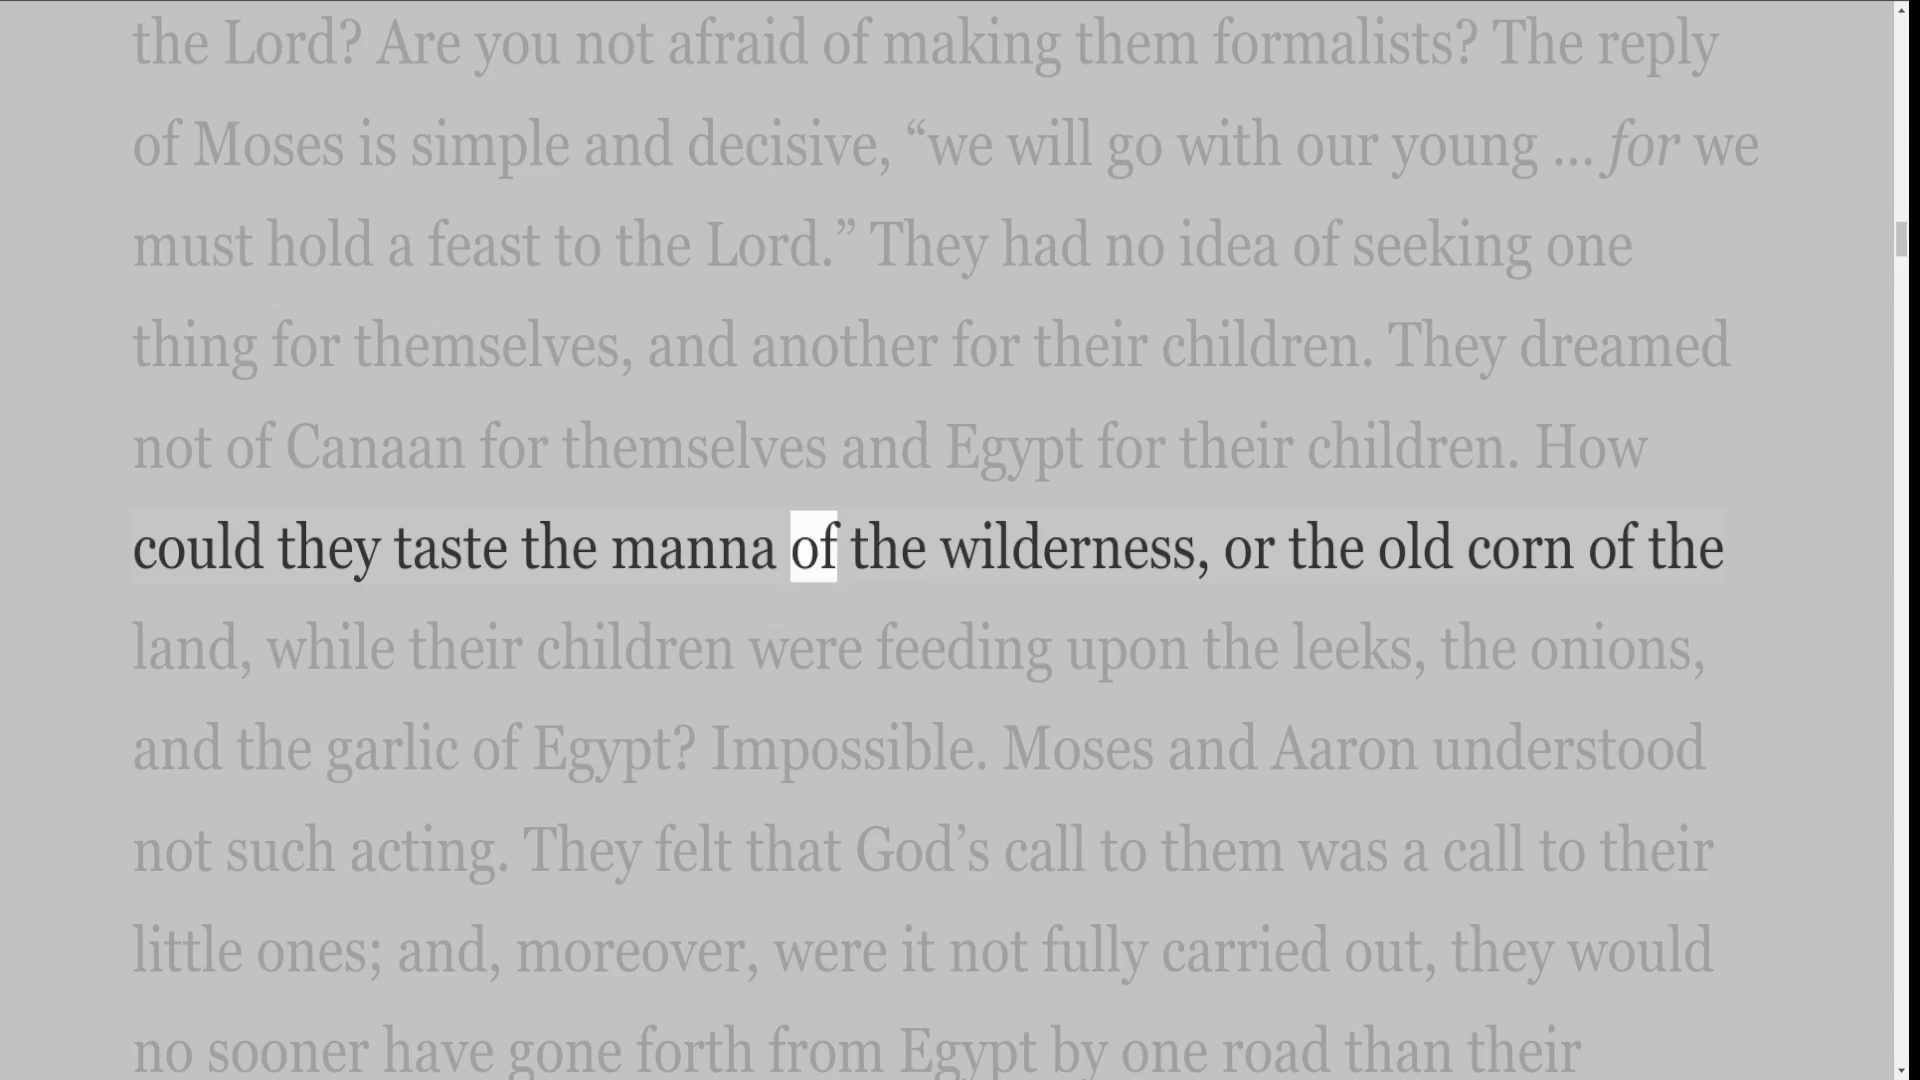 the Lord? Are you not afraid of making them formalists? The reply
of Moses is simple and decisive, “we will go with our young ... for we
must hold a feast to the Lord.” They had no idea of seeking one
thing for themselves, and another for their children. They dreamed
not of Canaan for themselves and Egypt for their children. How
could they taste the manna of the wilderness, or the old corn of the
land, while their children were feeding upon the leeks, the onions,
and the garlic of Egypt? Impossible. Moses and Aaron understood
not such acting. They felt that God’s call to them was a call to their
little ones; and, moreover, were it not fully carried out, they would
no sooner have gone forth from Egypt by one road than their